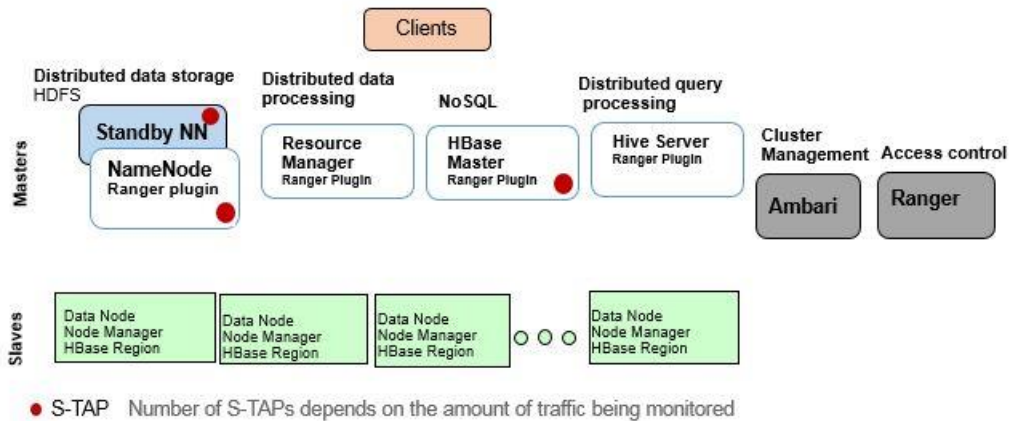 Clients
Distributed data storage
HDFS
Distributed data
processing
NoSQL
Distributed query
processing
Cluster
Management
Access control
Masters
Standby NN
NameNode
Ranger plugin
Resource
Manager
Ranger Plugin
HBase
Master
Ranger Plugin
Hive Server
Ranger Plugin
Ambari
Ranger
Slaves
Data Node
Node Manager
HBase Region
Data Node
Node Manager
HBase Region
Data Node
Node Manager
HBase Region
Data Node
Node Manager
HBase Region
S-TAP Number of S-TAPs depends on the amount of traffic being monitored